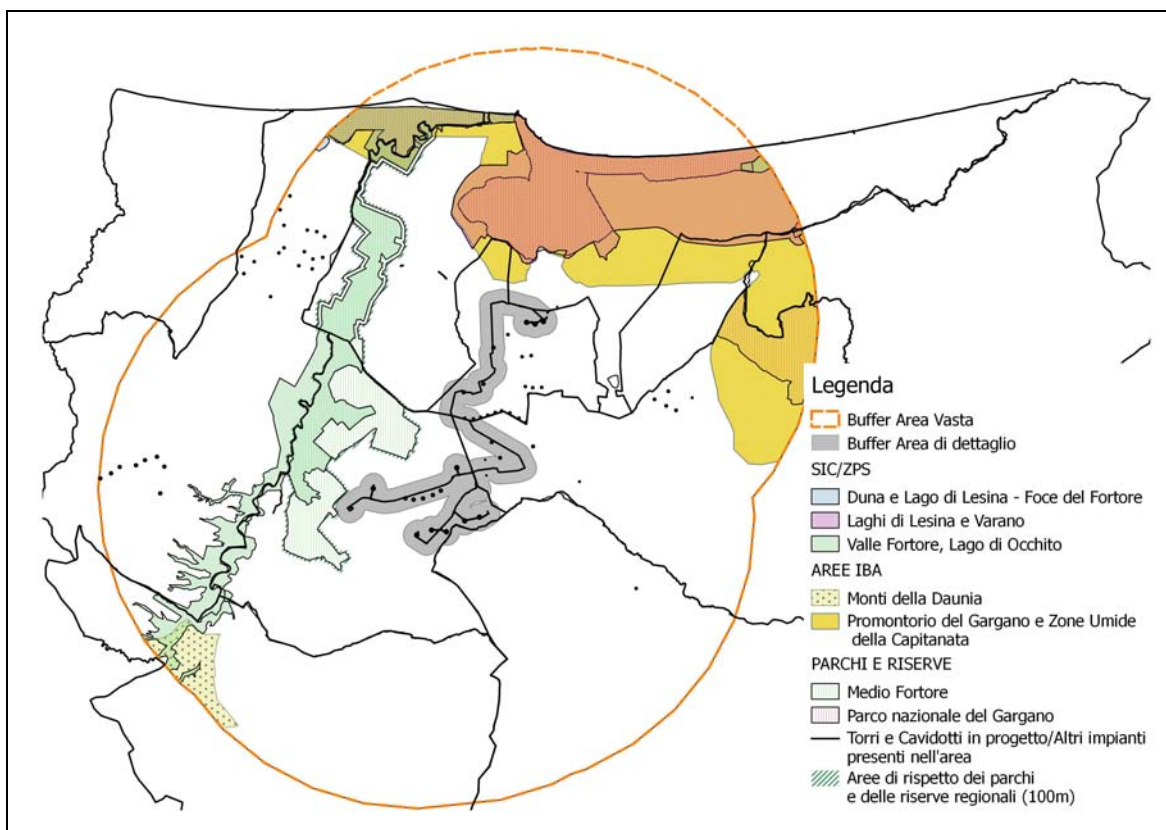 Legenda
Buffer Area Vasta
Buffer Area di dettaglio
SIC/ZPS
Duna e Lago di Lesina - Foce del Fortore
Laghi di Lesina e Varano
Valle Fortore, Lago di Occhito
AREE IBA
Monti della Daunia
Promontorio del Gargano e Zone Umide
della Capitanata
PARCHI E RISERVE
Medio Fortore
Parco nazionale del Gargano
Torri e Cavidotti in progetto/Altri impianti
presenti nell'area
Aree di rispetto dei parchi
e delle riserve regionali (100m)